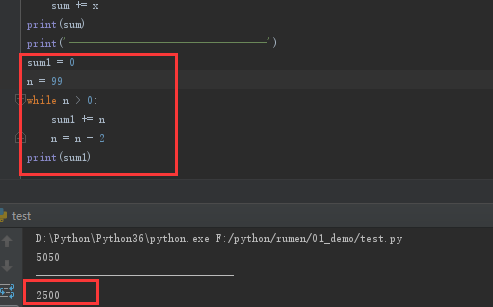 sum += x
print(sum)
print('——————————————————————')
sum1 = 0
n = 99
while n > 0:
sum1 += n
n = n - 2
print(sum1)
test
D:\Python\Python36\python.exe F:/python/rumen/01_demo/test.py
5050
——————————————————————
2500